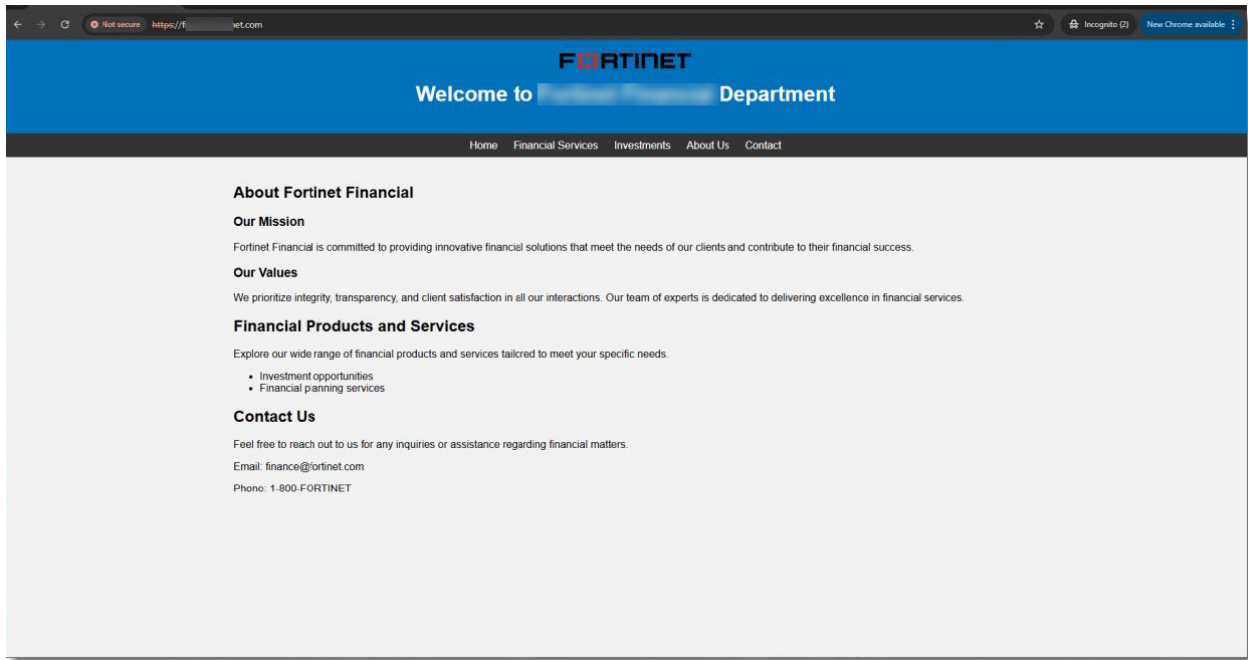 Not secure https://f net.com
Incognito (2)
New Chrome available
FORTINET
Welcome to Department
Home Financial Services Investments About Us Contact
About Fortinet Financial
Our Mission
Fortinet Financial is committed to providing innovative financial solutions that meet the needs of our clients and contribute to their financial success.
Our Values
We prioritize integrity, transparency, and client satisfaction in all our interactions. Our team of experts is dedicated to delivering excellence in financial services.
Financial Products and Services
Explore our wide range of financial products and services tailored to meet your specific needs.
• Investment opportunities
• Financial planning services
Contact Us
Feel free to reach out to us for any inquiries or assistance regarding financial matters.
Email: finance@fortinet.com
Phone: 1-800-FORTINET